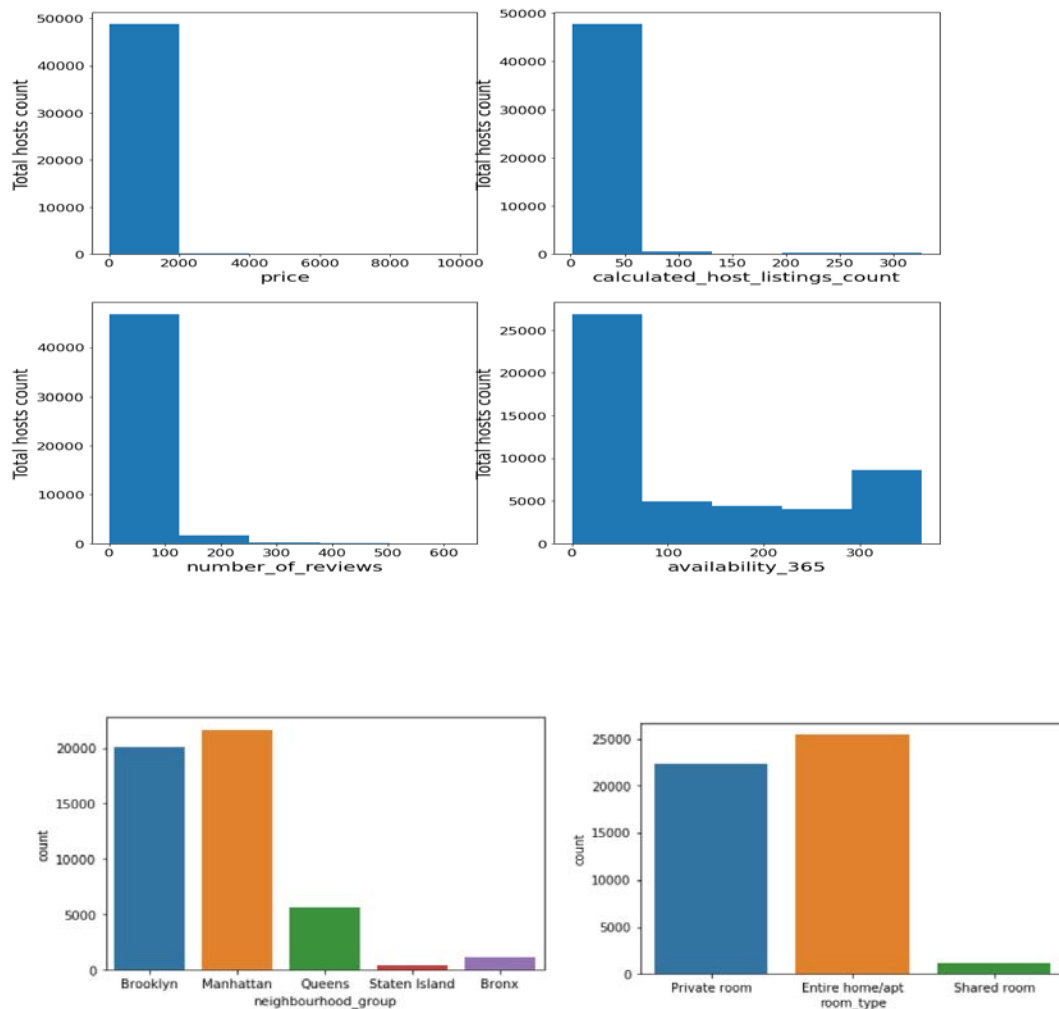 50000
40000
30000
20000
10000
0
Total hosts count
0 2000 4000 6000 8000 10000
price
50000
40000
30000
20000
10000
0
Total hosts count
0 50 100 150 200 250 300
calculated_host_listings_count
40000
30000
20000
10000
0
Total hosts count
0 100 200 300 400 500 600
number_of_reviews
25000
20000
15000
10000
5000
0
Total hosts count
0 100 200 300
availability_365
20000
15000
10000
5000
0
count
Brooklyn Manhattan Queens Staten Island Bronx
neighbourhood_group
25000
20000
15000
10000
5000
0
count
Private room Entire home/apt Shared room
room_type